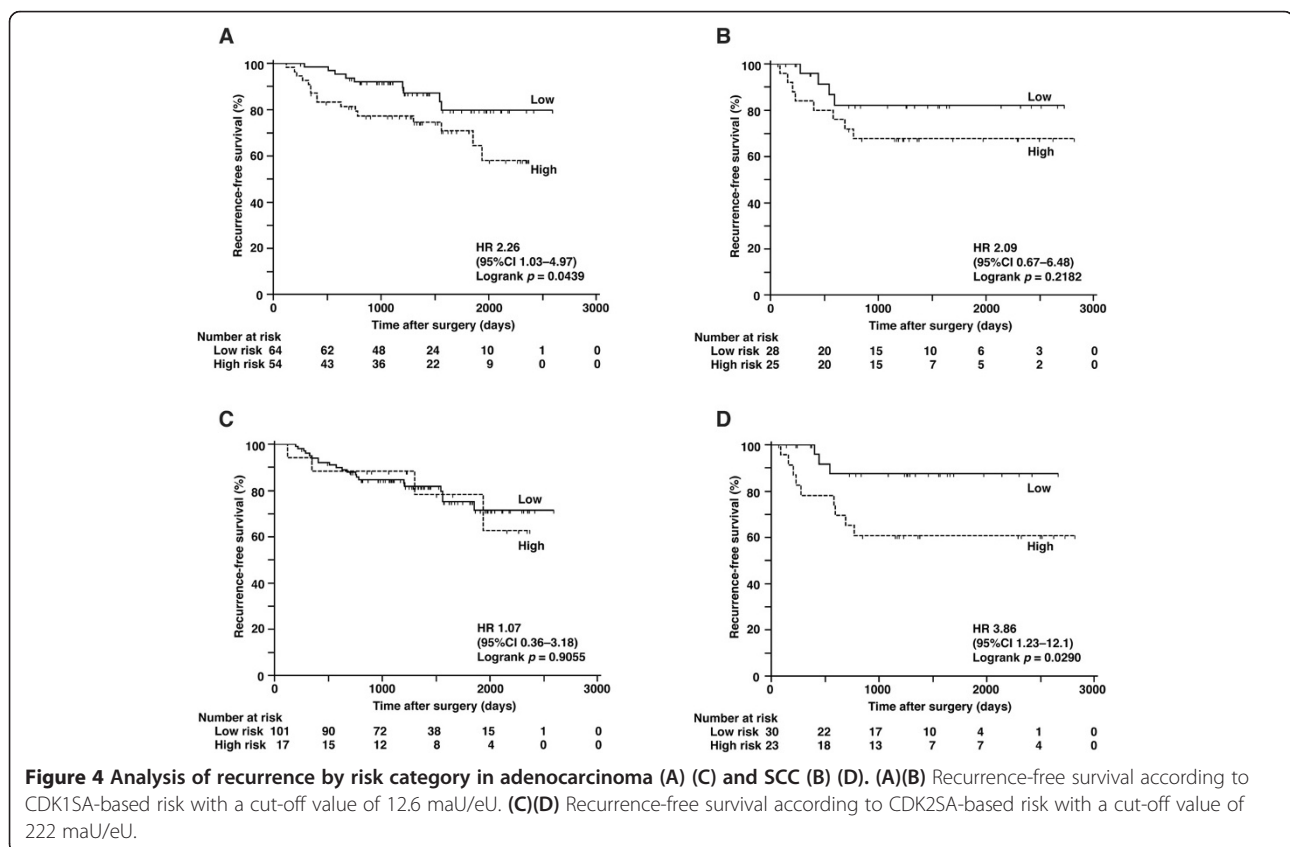 A
Recurrence-free survival (%)
100
80
60
40
20
0
Low
High
HR 2.26
(95%CI 1.03–4.97)
Logrank p = 0.0439
0 1000 2000 3000
Time after surgery (days)
Number at risk
Low risk 64 62 48 24 10 1 0
High risk 54 43 36 22 9 0 0
B
Recurrence-free survival (%)
100
80
60
40
20
0
Low
High
HR 2.09
(95%CI 0.67–6.48)
Logrank p = 0.2182
0 1000 2000 3000
Time after surgery (days)
Number at risk
Low risk 28 20 15 10 6 3 0
High risk 25 20 15 7 5 2 0
C
Recurrence-free survival (%)
100
80
60
40
20
0
Low
High
HR 1.07
(95%CI 0.36–3.18)
Logrank p = 0.9055
0 1000 2000 3000
Time after surgery (days)
Number at risk
Low risk 101 90 72 38 15 1 0
High risk 17 15 12 8 4 0 0
D
Recurrence-free survival (%)
100
80
60
40
20
0
Low
High
HR 3.86
(95%CI 1.23–12.1)
Logrank p = 0.0290
0 1000 2000 3000
Time after surgery (days)
Number at risk
Low risk 30 22 17 10 4 1 0
High risk 23 18 13 7 7 4 0
Figure 4 Analysis of recurrence by risk category in adenocarcinoma (A) (C) and SCC (B) (D). (A)(B) Recurrence-free survival according to
CDK1SA-based risk with a cut-off value of 12.6 maU/eU. (C)(D) Recurrence-free survival according to CDK2SA-based risk with a cut-off value of
222 maU/eU.